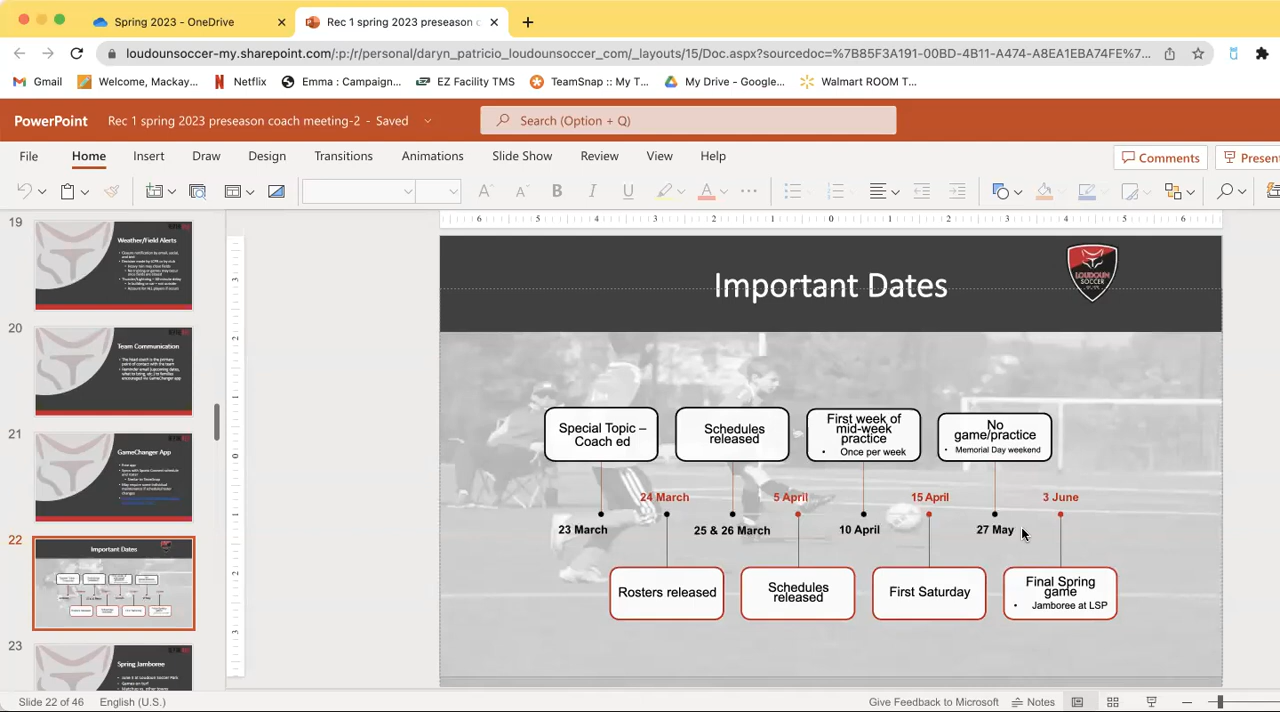 Spring 2023 - OneDrive
Rec 1 spring 2023 preseason c
loudounsoccer-my.sharepoint.com/:p:/r/personal/daryn_patricio_loudounsoccer_com/_layouts/15/Doc.aspx?sourcedoc=%7B85F3A191-00BD-4B11-A474-A8EA1EBA74FE%7...
Gmail
Welcome, Mackay...
Netflix
Emma : Campaign...
EZ Facility TMS
TeamSnap :: My T...
My Drive - Google...
Walmart ROOM T...
PowerPoint
Rec 1 spring 2023 preseason coach meeting-2 - Saved
Search (Option + Q)
File
Home
Insert
Draw
Design
Transitions
Animations
Slide Show
Review
View
Help
Comments
Present
19
Weather/Field Alerts
20
Team Communication
21
GameChanger App
22
Important Dates
23
Spring Jamboree
Important Dates
LOUDOUN
SOCCER
Special Topic –
Coach ed
Schedules
released
First week of
mid-week
practice
• Once per week
No
game/practice
• Memorial Day weekend
24 March
5 April
15 April
3 June
23 March
25 & 26 March
10 April
27 May
Rosters released
Schedules
released
First Saturday
Final Spring
game
• Jamboree at LSP
Slide 22 of 46
English (U.S.)
Give Feedback to Microsoft
Notes